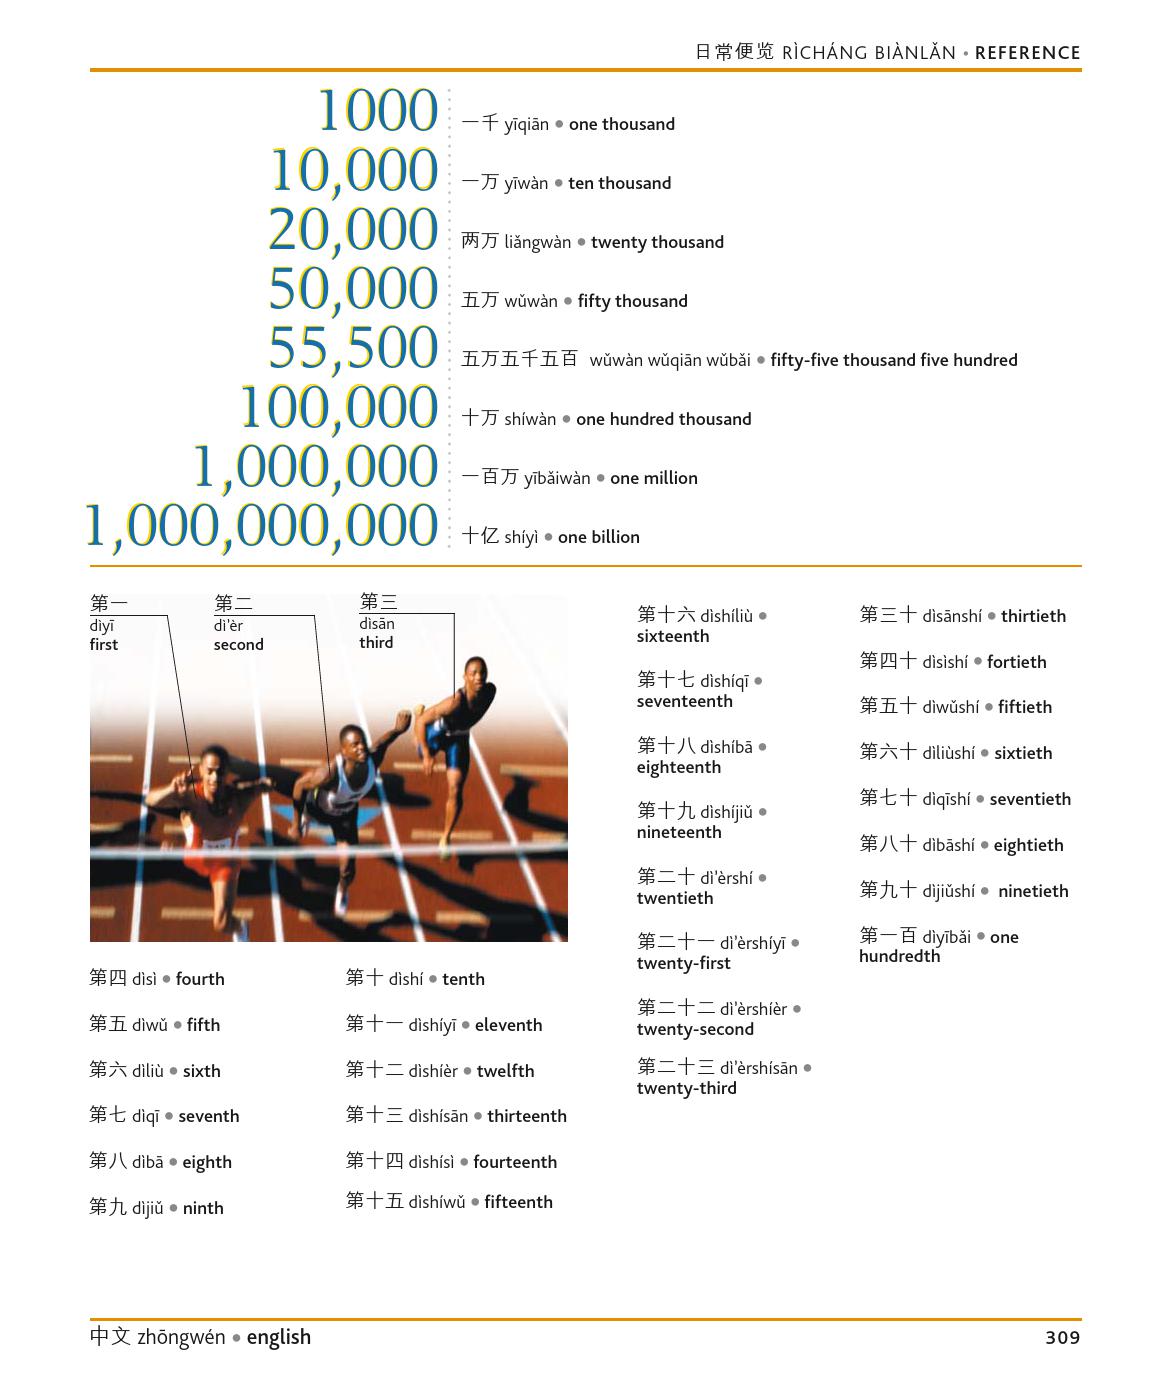 日常便览 RÌCHÁNG BIÀNLǍN • REFERENCE
1000 一千 yīqiān • one thousand
10,000 一万 yīwàn • ten thousand
20,000 两万 liǎngwàn • twenty thousand
50,000 五万 wǔwàn • fifty thousand
55,500 五万五千五百 wǔwàn wǔqiān wǔbǎi • fifty-five thousand five hundred
100,000 十万 shíwàn • one hundred thousand
1,000,000 一百万 yībǎiwàn • one million
1,000,000,000 十亿 shíyì • one billion
第一
dìyī
first
第二
dì’èr
second
第三
dìsān
third
第四 dìsì • fourth
第五 dìwǔ • fifth
第六 dìliù • sixth
第七 dìqī • seventh
第八 dìbā • eighth
第九 dìjiǔ • ninth
第十 dìshí • tenth
第十一 dìshíyī • eleventh
第十二 dìshíèr • twelfth
第十三 dìshísān • thirteenth
第十四 dìshísì • fourteenth
第十五 dìshíwǔ • fifteenth
第十六 dìshíliù •
sixteenth
第十七 dìshíqī •
seventeenth
第十八 dìshíbā •
eighteenth
第十九 dìshíjiǔ •
nineteenth
第二十 dì’èrshí •
twentieth
第二十一 dì’èrshíyī •
twenty-first
第二十二 dì’èrshíèr •
twenty-second
第二十三 dì’èrshísān •
twenty-third
第三十 dìsānshí • thirtieth
第四十 dìsìshí • fortieth
第五十 dìwǔshí • fiftieth
第六十 dìliùshí • sixtieth
第七十 dìqīshí • seventieth
第八十 dìbāshí • eightieth
第九十 dìjiǔshí • ninetieth
第一百 dìyībǎi • one
hundredth
中文 zhōngwén • english
309